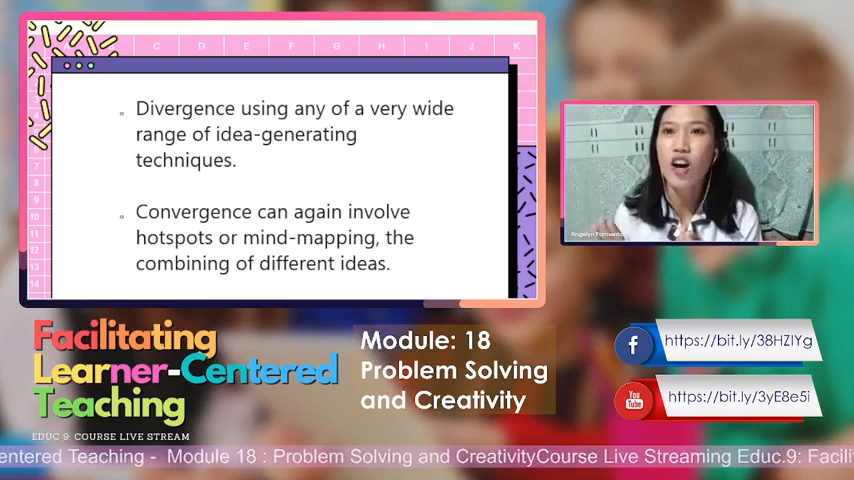 C D E F G H I J K
Divergence using any of a very wide
range of idea-generating
techniques.
Convergence can again involve
hotspots or mind-mapping, the
combining of different ideas.
7
8
9
10
11
12
13
14
Angelyn
Facilitating
Learner-Centered
Teaching
EDUC 9: COURSE LIVE STREAM
Module: 18
Problem Solving
and Creativity
f https://bit.ly/38HZlYg
You Tube https://bit.ly/3yE8e5i
entered Teaching - Module 18 : Problem Solving and CreativityCourse Live Streaming Educ.9: Facili